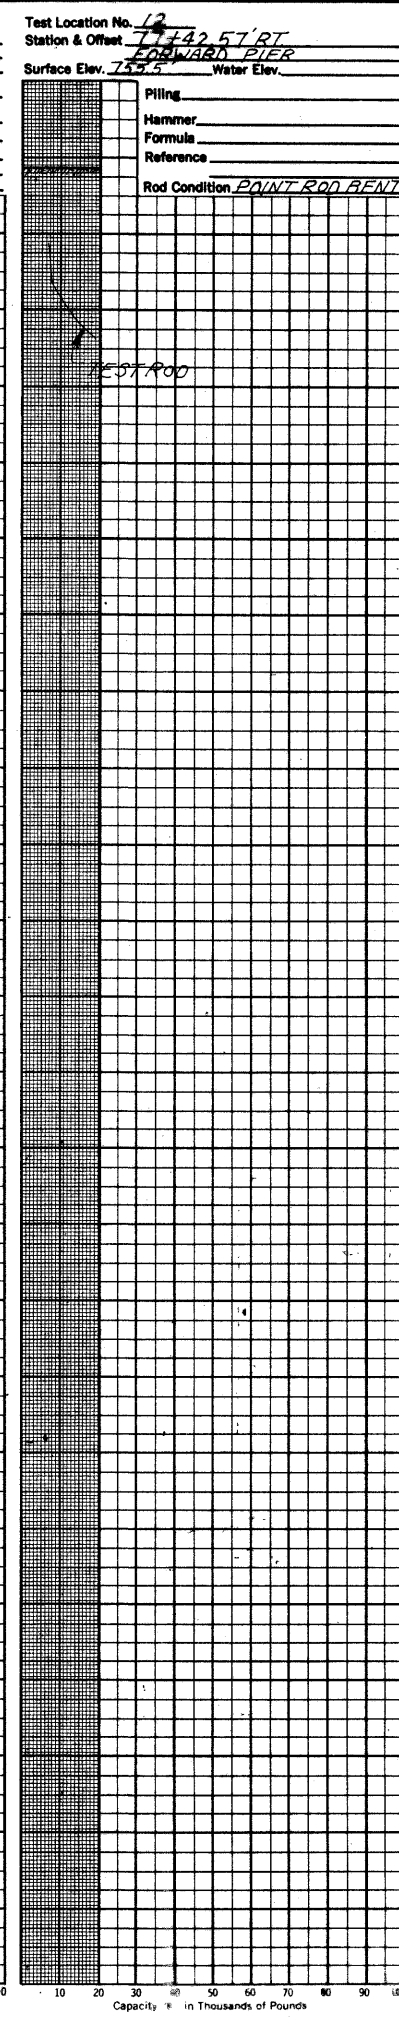 Test Location No. 12
Station & Offset 77+42, 57' RT.
FORWARD PIER
Surface Elev. 755.5 Water Elev.
Piling
Hammer
Formula
Reference
Rod Condition POINT ROD BENT
TEST ROD
10 20 30 40 50 60 70 80 90
Capacity in Thousands of Pounds